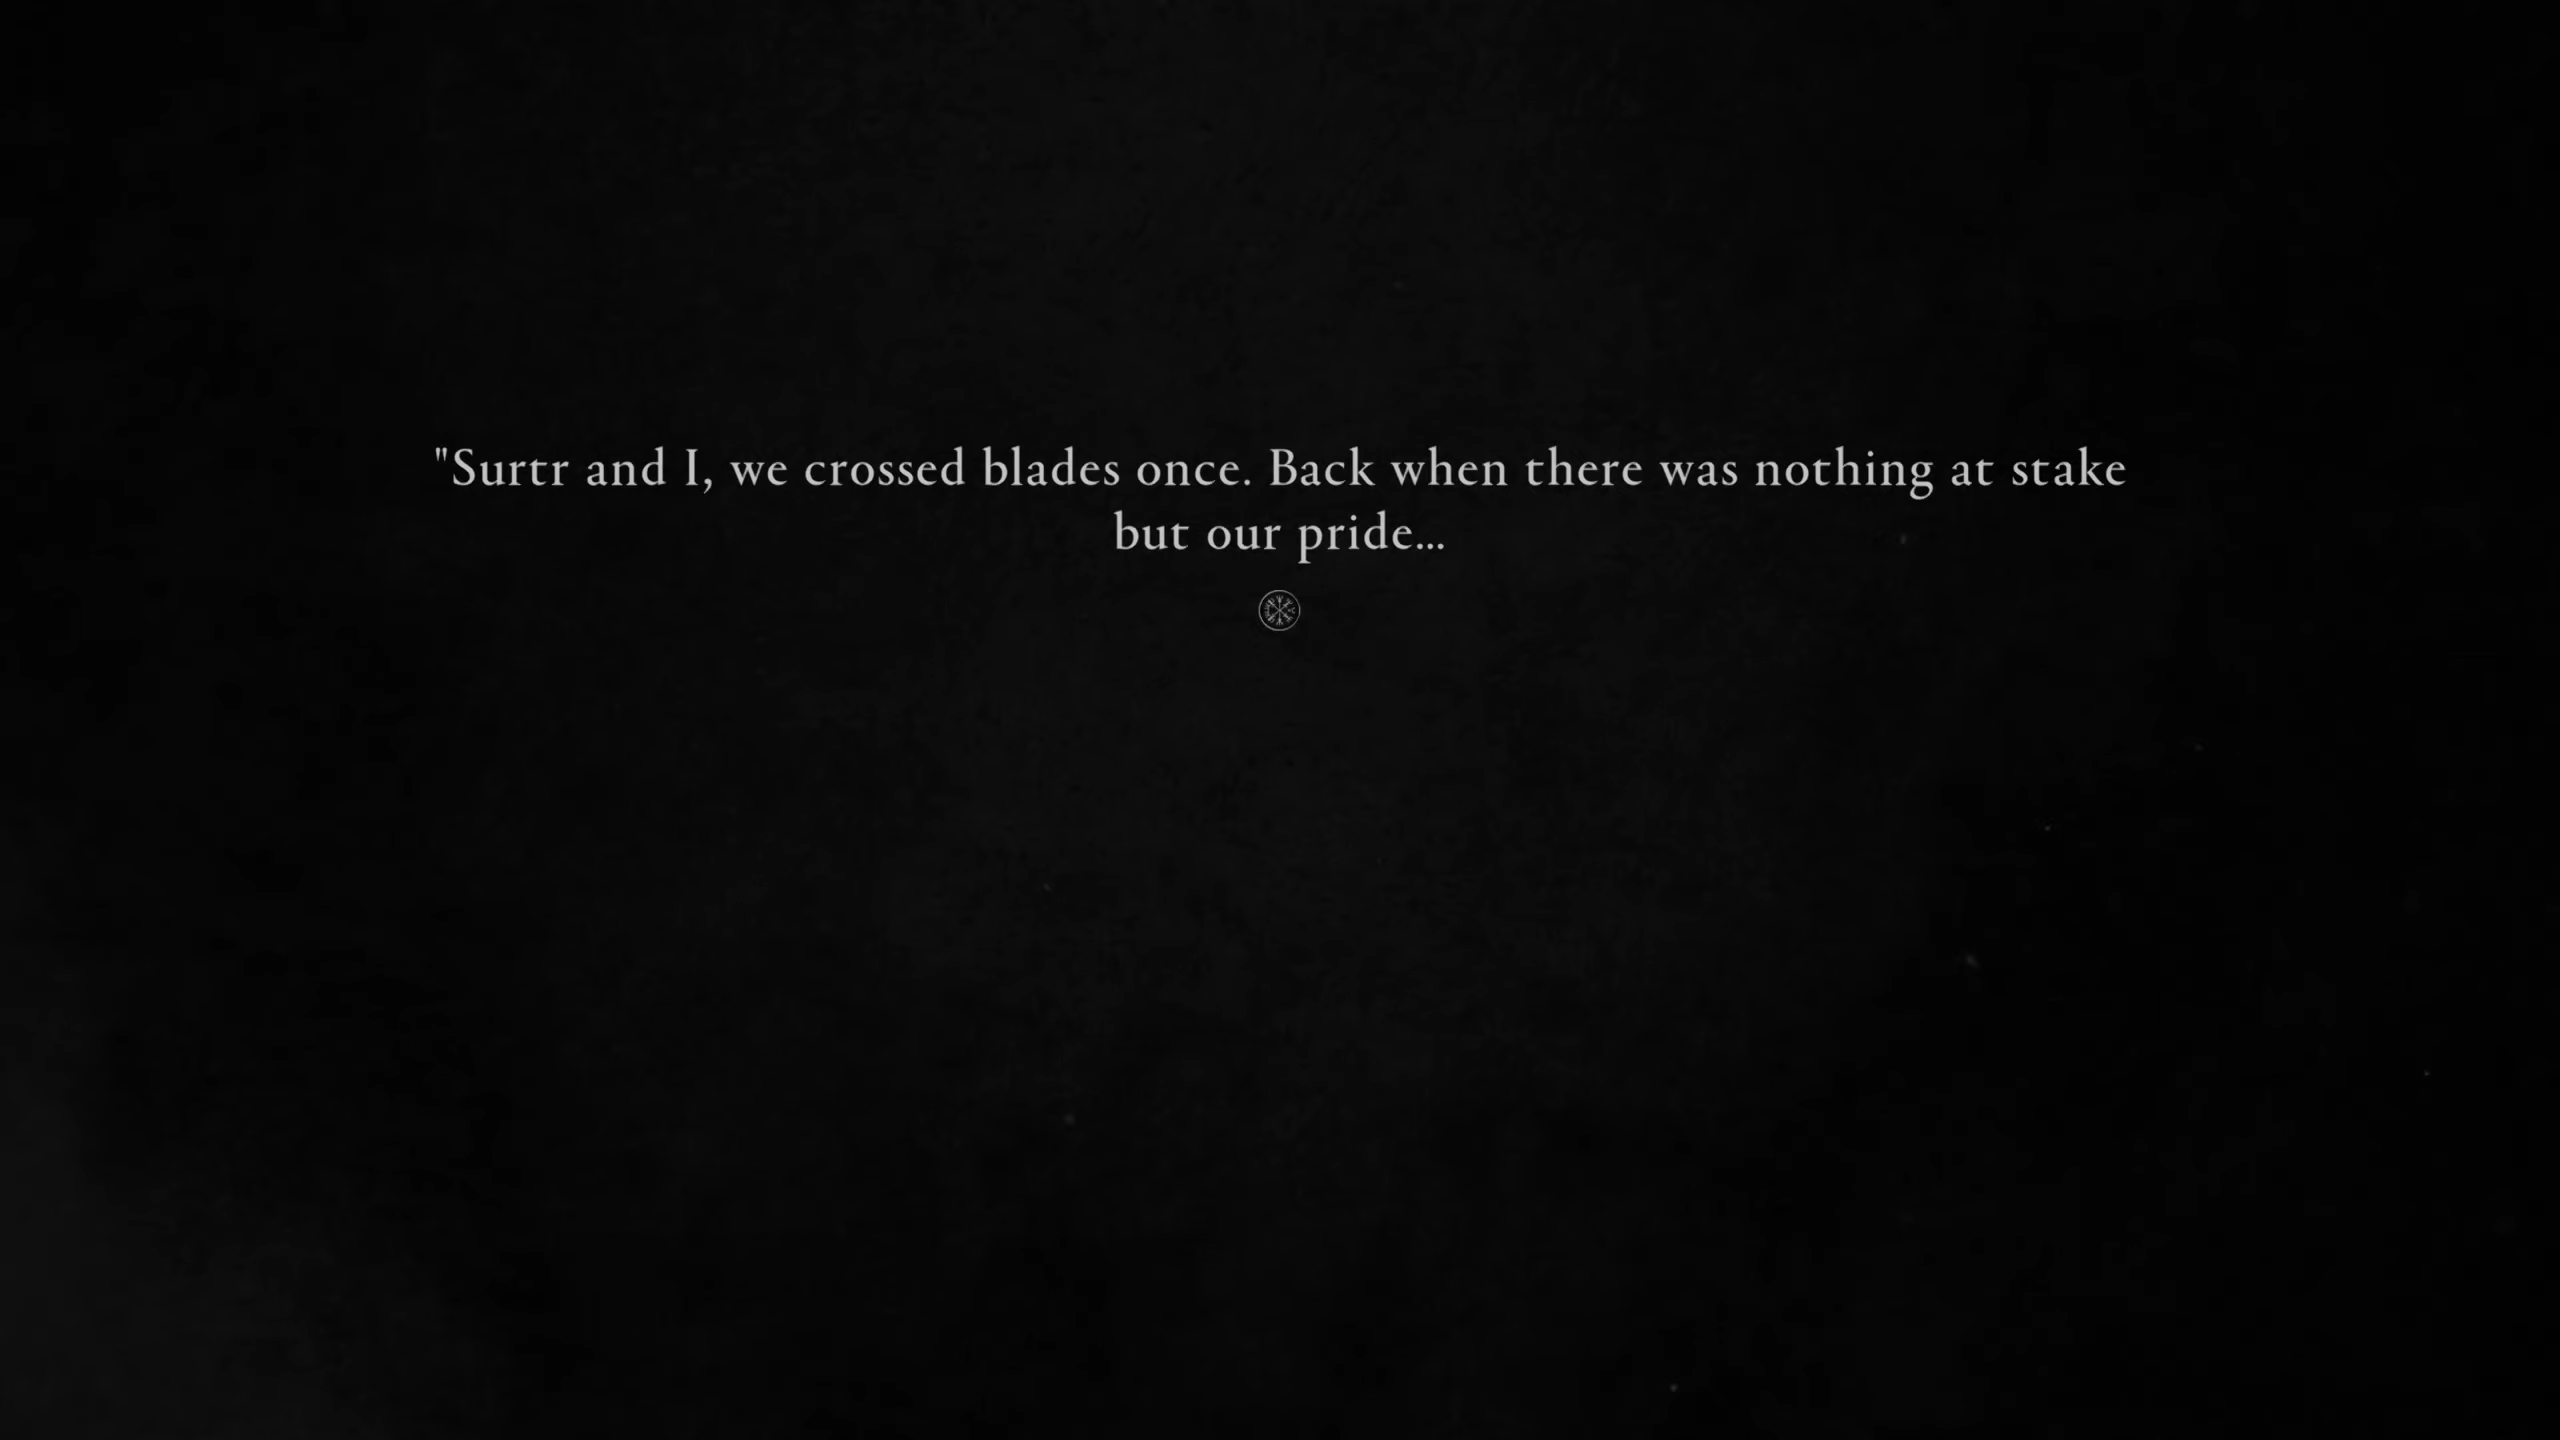 "Surtr and I, we crossed blades once. Back when there was nothing at stake
but our pride...